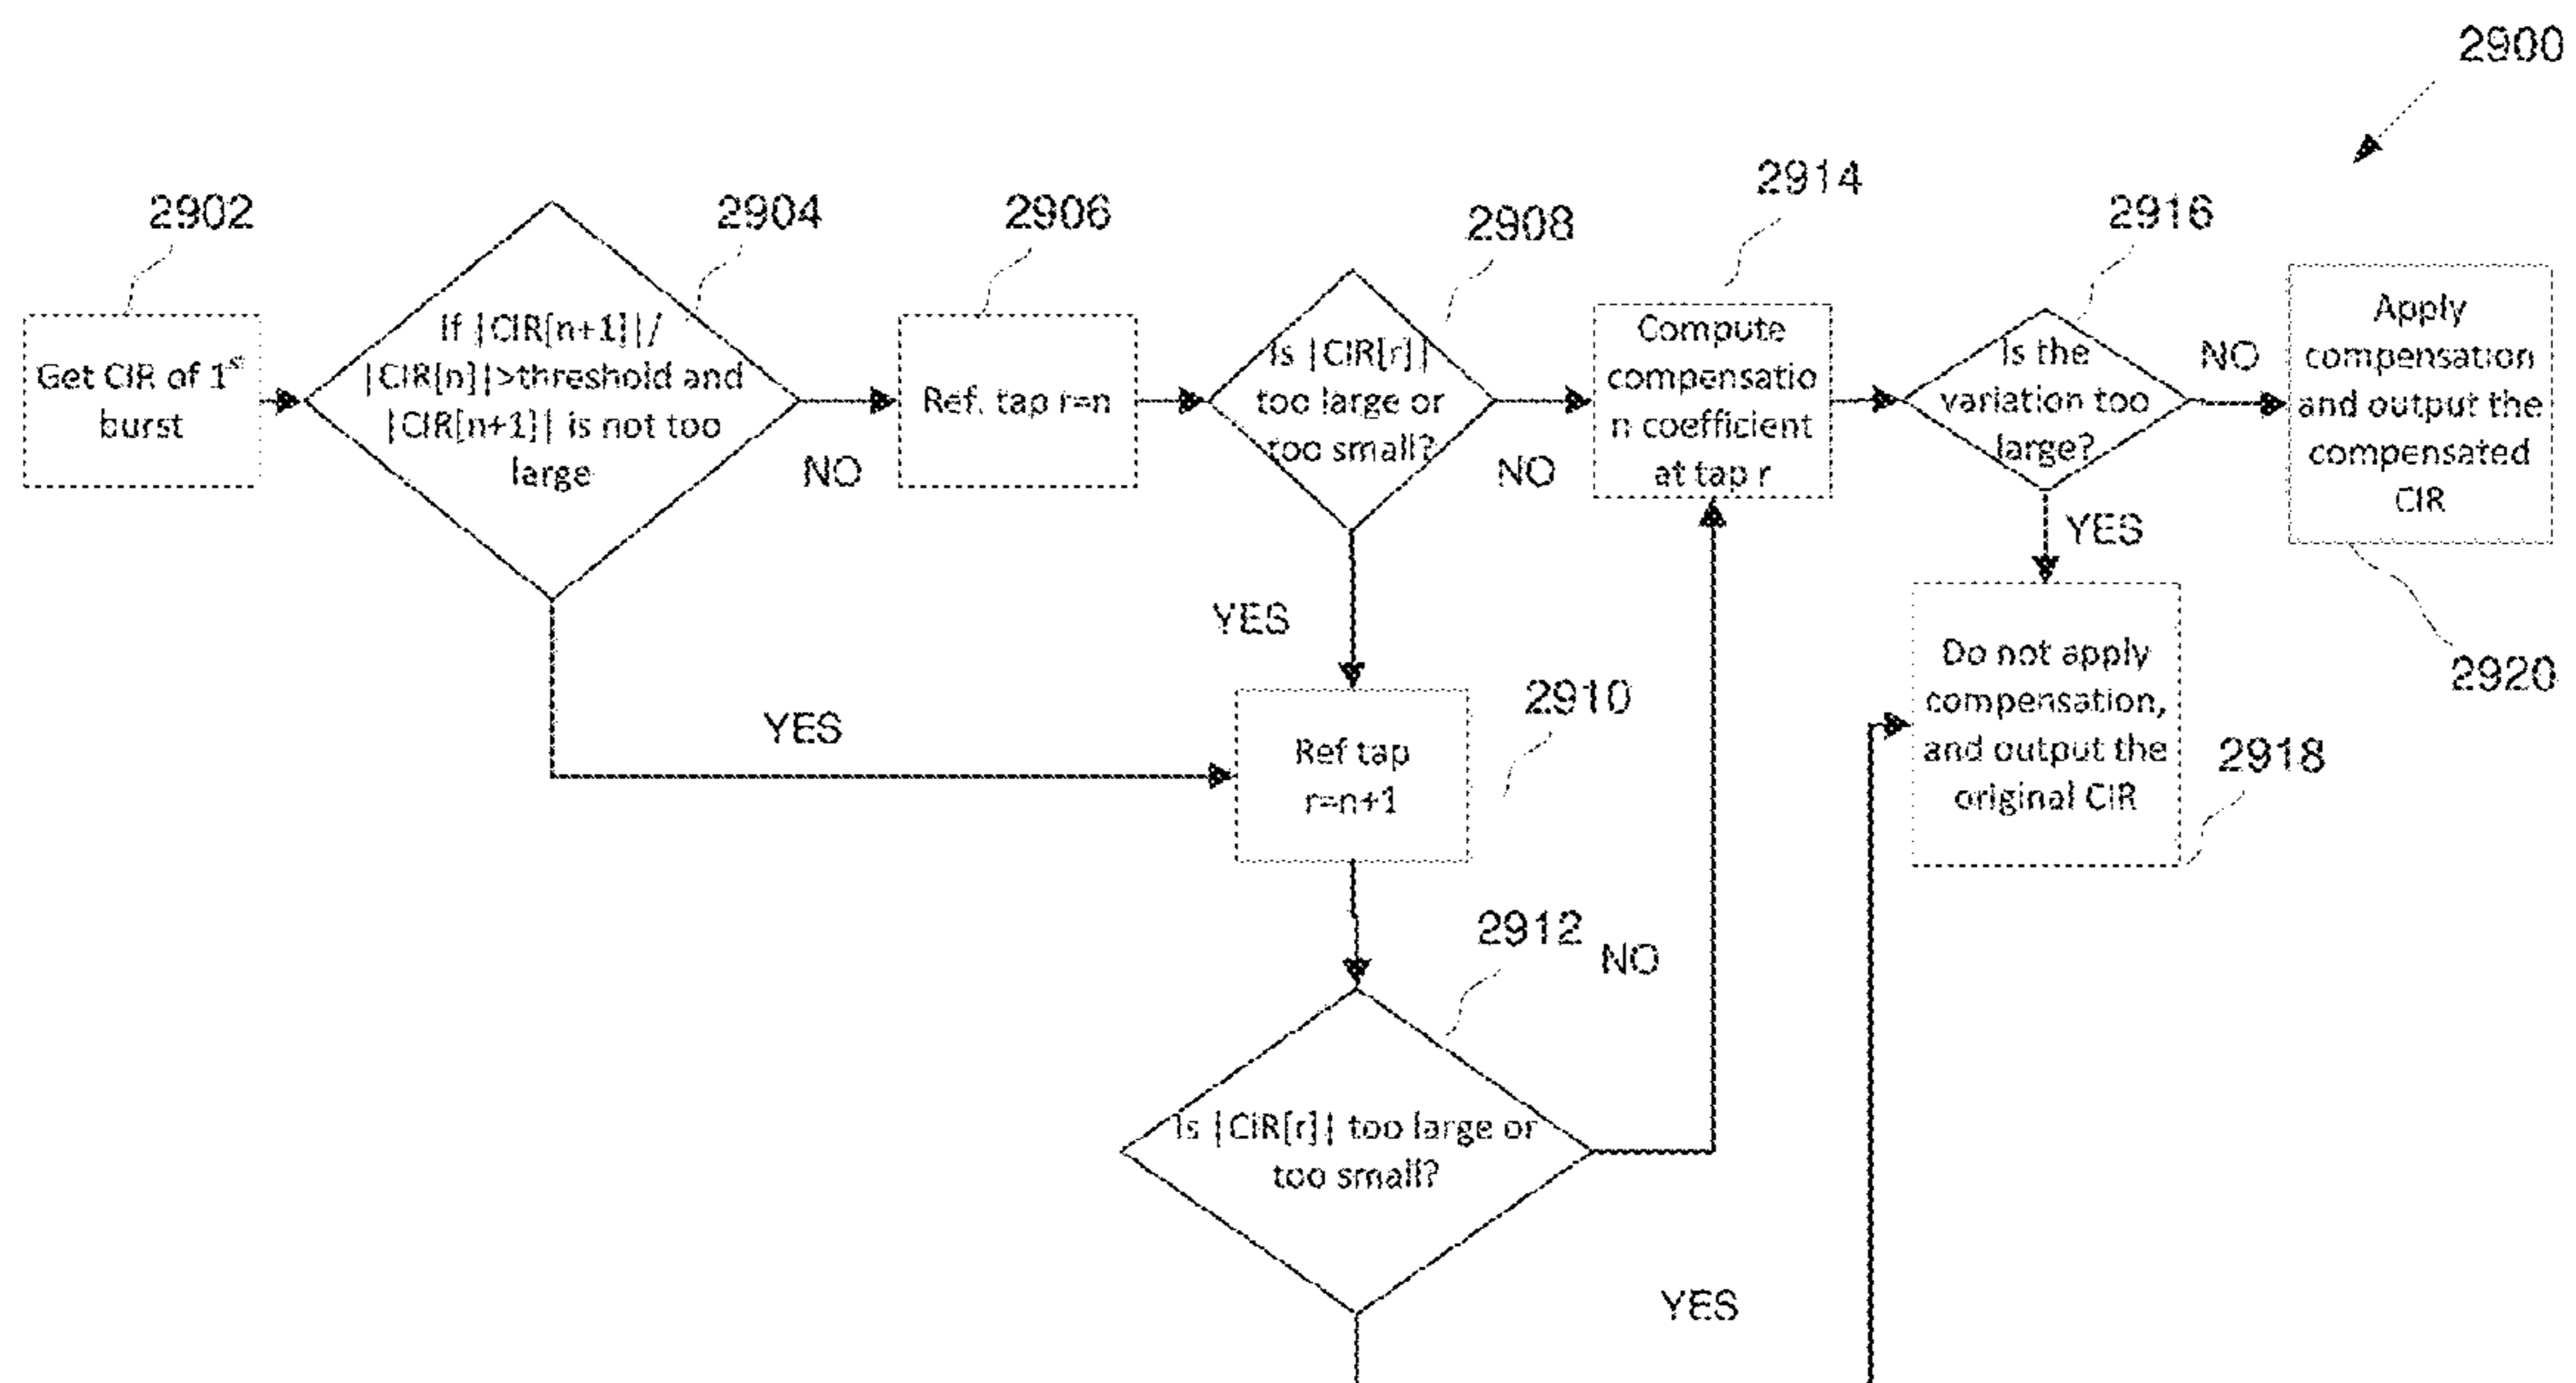 2900
2902
2904
2906
2908
2914
2916
Get CIR of 1st
burst
If |CIR[n+1]|/
|CIR[n]|>threshold and
|CIR[n+1]| is not too
large
NO
Ref. tap r=n
Is |CIR[r]|
too large or
too small?
NO
Compute
compensatio
n coefficient
at tap r
Is the
variation too
large?
NO
Apply
compensation
and output the
compensated
CIR
2920
YES
Do not apply
compensation,
and output the
original CIR
2918
YES
YES
Ref tap
r=n+1
2910
2912
NO
Is |CIR[r]| too large or
too small?
YES